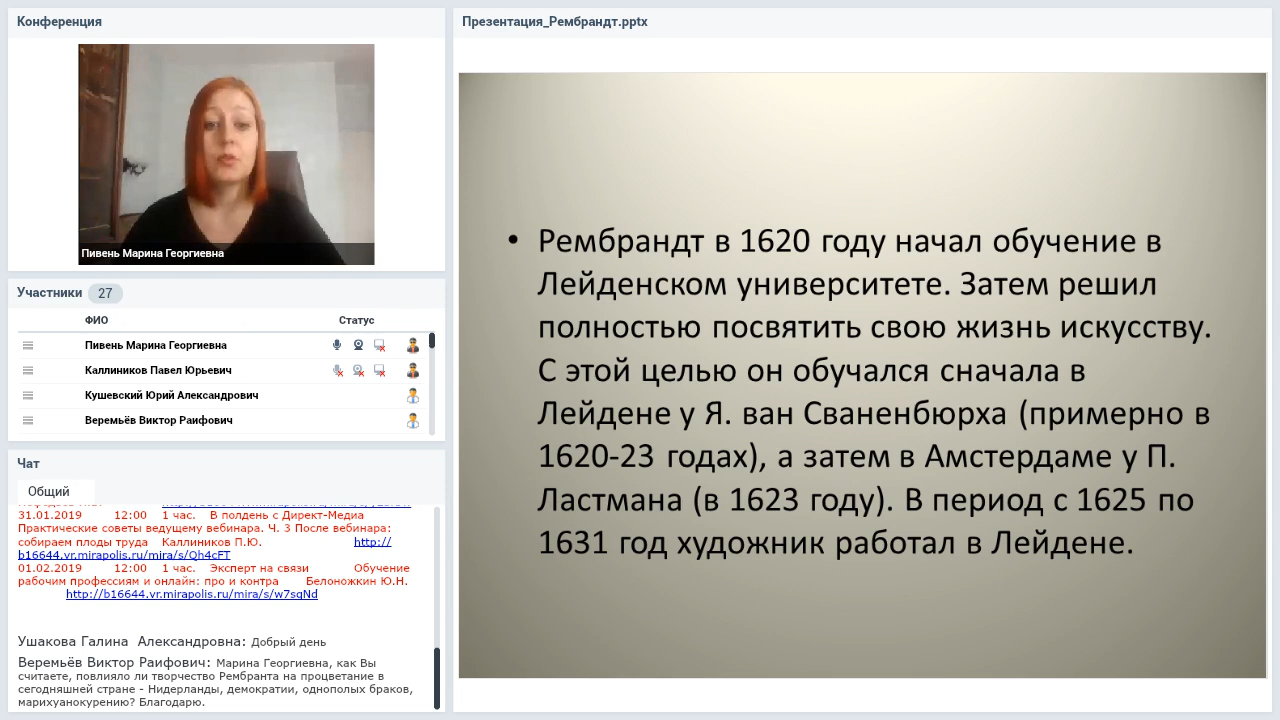 Конференция
Пивень Марина Георгиевна
Участники 27
ФИО Статус
Пивень Марина Георгиевна
Каллиников Павел Юрьевич
Кушевский Юрий Александрович
Веремьёв Виктор Раифович
Чат
Общий
31.01.2019 12:00 1 час. В полдень с Директ-Медиа
Практические советы ведущему вебинара. Ч. 3 После вебинара:
собираем плоды труда Каллиников П.Ю. http://
b16644.vr.mirapolis.ru/mira/s/Qh4cFT
01.02.2019 12:00 1 час. Эксперт на связи Обучение
рабочим профессиям и онлайн: про и контра Белоножкин Ю.Н.
http://b16644.vr.mirapolis.ru/mira/s/w7sqNd
Ушакова Галина Александровна: Добрый день
Веремьёв Виктор Раифович: Марина Георгиевна, как Вы
считаете, повлияло ли творчество Рембранта на процветание в
сегодняшней стране - Нидерланды, демократии, однополых браков,
марихуанокурению? Благодарю.
Презентация_Рембрандт.pptx
• Рембрандт в 1620 году начал обучение в
Лейденском университете. Затем решил
полностью посвятить свою жизнь искусству.
С этой целью он обучался сначала в
Лейдене у Я. ван Сваненбюрха (примерно в
1620-23 годах), а затем в Амстердаме у П.
Ластмана (в 1623 году). В период с 1625 по
1631 год художник работал в Лейдене.